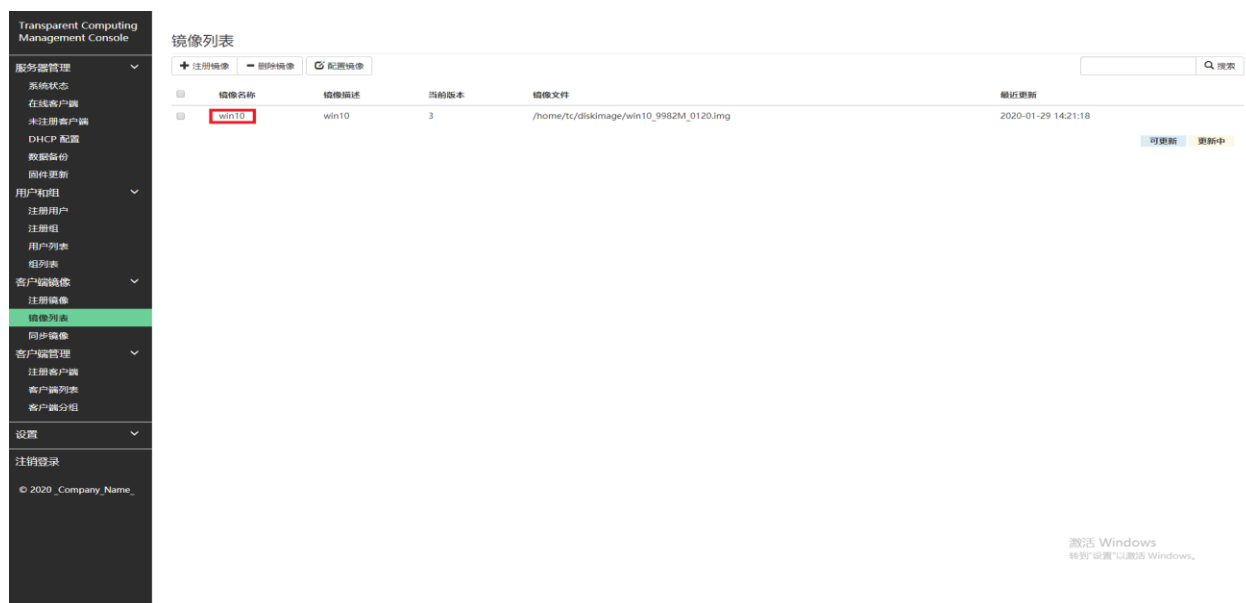 Transparent Computing
Management Console
服务器管理
系统状态
在线客户端
未注册客户端
DHCP 配置
数据备份
固件更新
用户和组
注册用户
注册组
用户列表
组列表
客户端镜像
注册镜像
镜像列表
同步镜像
客户端管理
注册客户端
客户端列表
客户端分组
设置
注销登录
© 2020 _Company_Name_
镜像列表
注册镜像 删除镜像 配置镜像 搜索
镜像名称 镜像描述 当前版本 镜像文件 最近更新
win10 win10 3 /home/tc/diskimage/win10_9982M_0120.img 2020-01-29 14:21:18
可更新 更新中
激活 Windows
转到"设置"以激活 Windows。